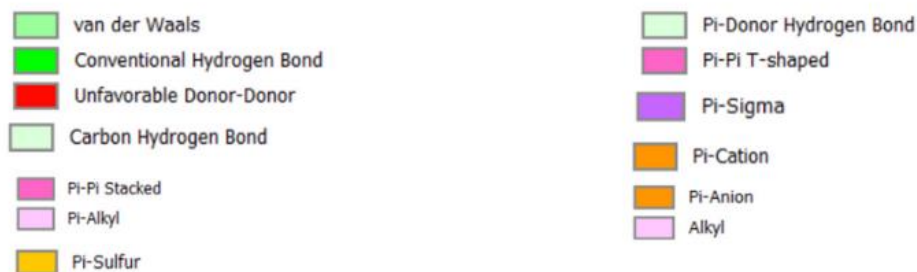 van der Waals
Conventional Hydrogen Bond
Unfavorable Donor-Donor
Carbon Hydrogen Bond
Pi-Pi Stacked
Pi-Alkyl
Pi-Sulfur
Pi-Donor Hydrogen Bond
Pi-Pi T-shaped
Pi-Sigma
Pi-Cation
Pi-Anion
Alkyl